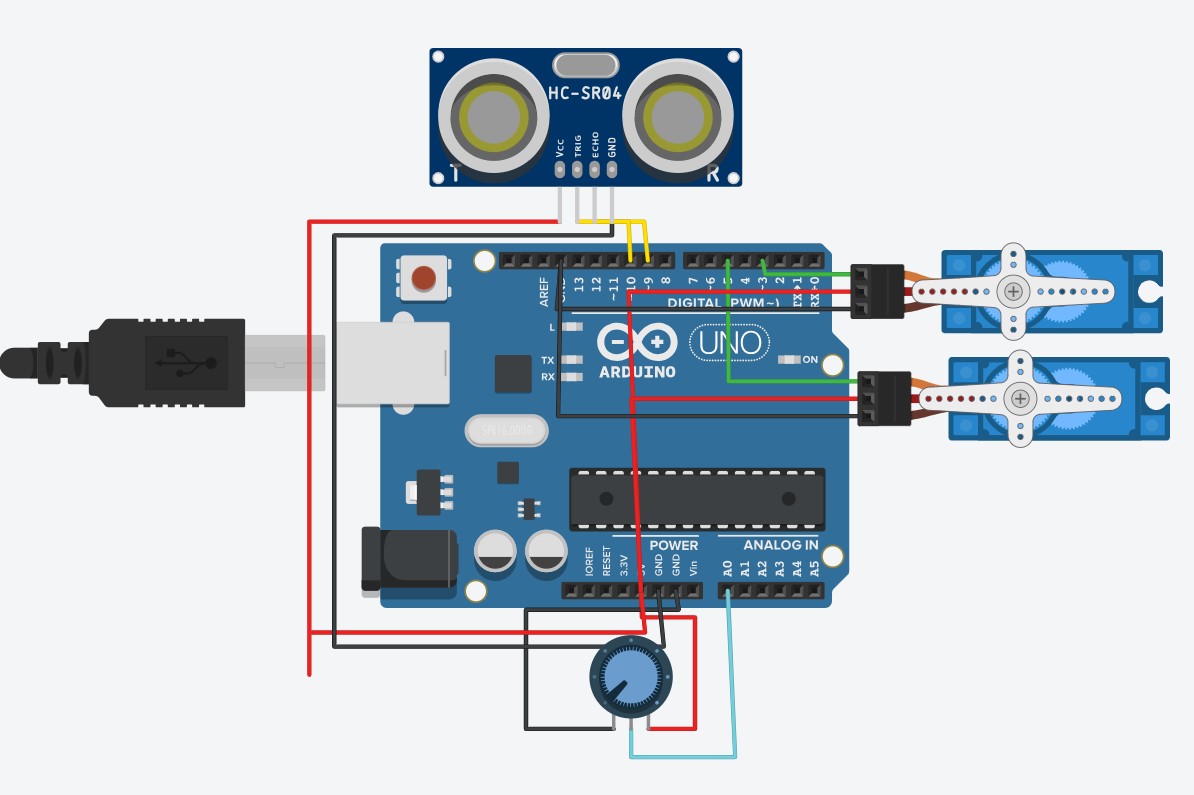 HC-SR04
Vcc
TRIG
ECHO
GND
T
R
AREF
GND
13
12
~11
~10
~9
8
7
~6
~5
4
~3
2
TX→1
RX←0
DIGITAL (PWM~)
L
TX
RX
ARDUINO
UNO
ON
POWER
ANALOG IN
IOREF
RESET
3.3V
5V
GND
GND
Vin
A0
A1
A2
A3
A4
A5